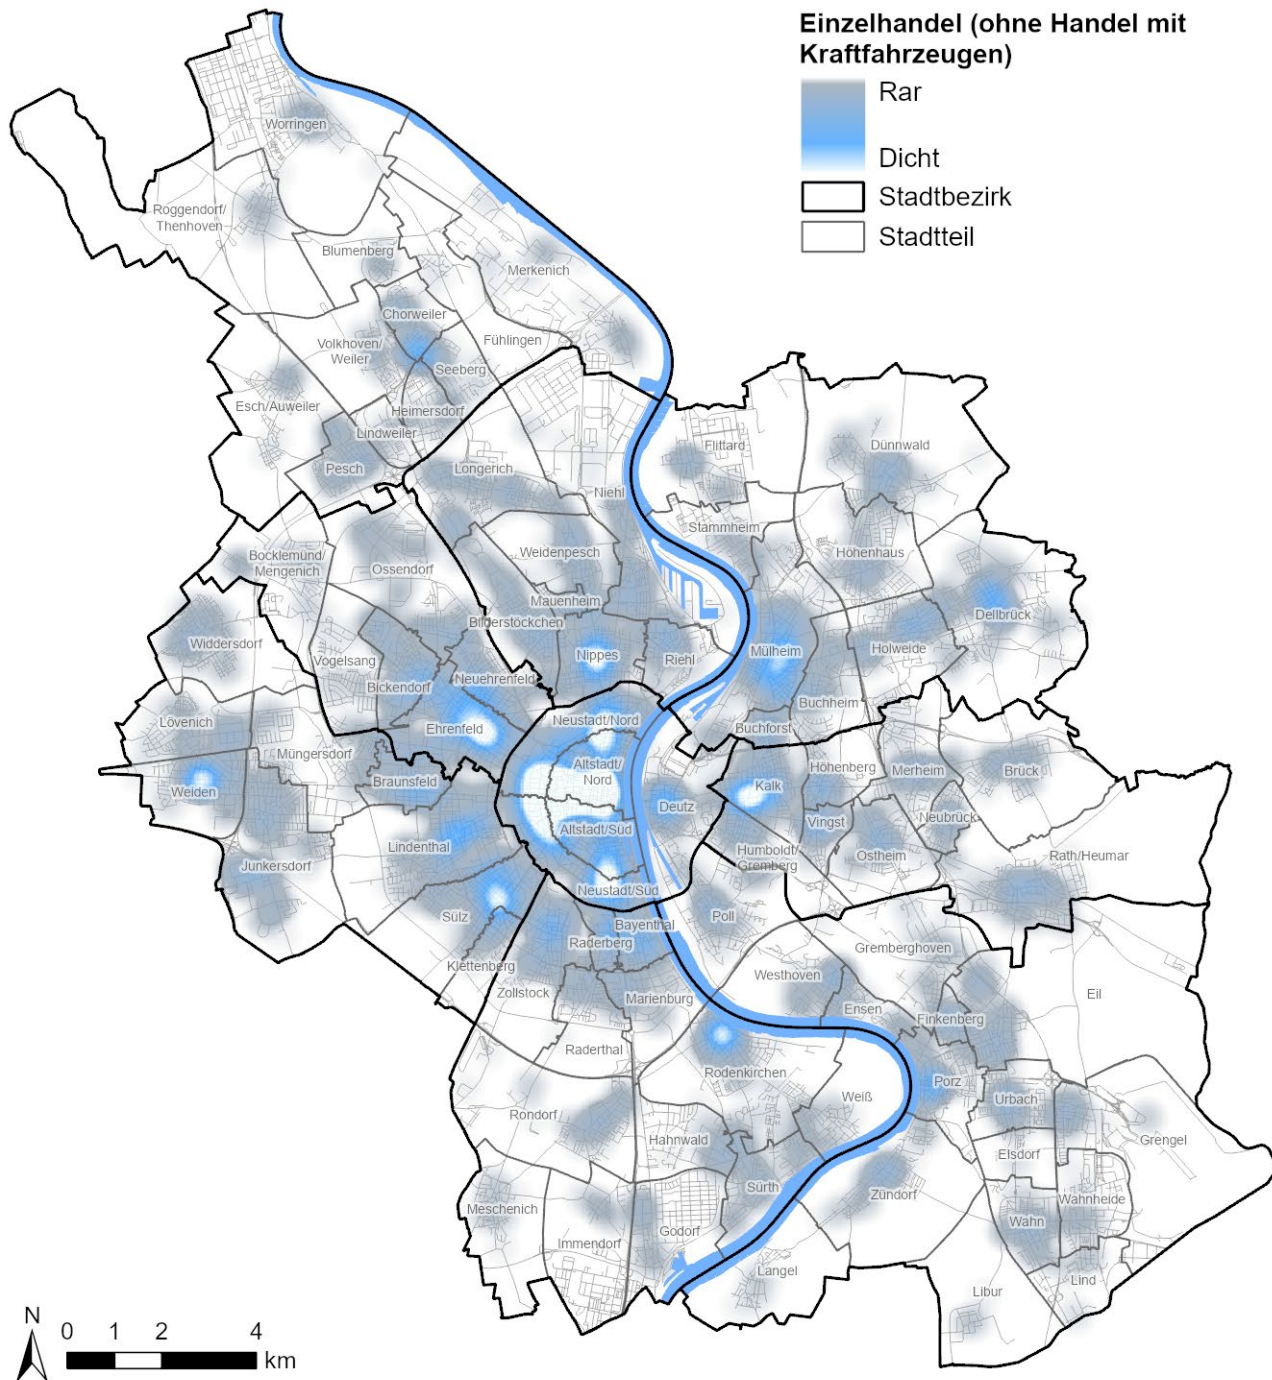 Einzelhandel (ohne Handel mit
Kraftfahrzeugen)
Rar
Dicht
Stadtbezirk
Stadtteil
Worringen
Roggendorf/
Thenhoven
Blumenberg
Merkenich
Chorweiler
Volkhoven/
Weiler
Fühlingen
Seeberg
Esch/Auweiler
Heimersdorf
Lindweiler
Pesch
Longerich
Flittard
Dünnwald
Niehl
Stammheim
Weidenpesch
Höhenhaus
Bocklemünd/
Mengenich
Ossendorf
Mauenheim
Dellbrück
Bilderstöckchen
Widdersdorf
Vogelsang
Nippes
Riehl
Mülheim
Holweide
Bickendorf
Neuehrenfeld
Buchheim
Lövenich
Neustadt/Nord
Ehrenfeld
Buchforst
Müngersdorf
Altstadt/
Nord
Höhenberg
Merheim
Brück
Braunsfeld
Weiden
Kalk
Deutz
Neubrück
Vingst
Altstadt/Süd
Lindenthal
Humboldt/
Gremberg
Ostheim
Rath/Heumar
Junkersdorf
Neustadt/Süd
Sülz
Poll
Bayenthal
Raderberg
Gremberghoven
Klettenberg
Westhoven
Zollstock
Marienburg
Eil
Ensen
Finkenberg
Raderthal
Rodenkirchen
Porz
Weiß
Urbach
Rondorf
Hahnwald
Grengel
Elsdorf
Sürth
Zündorf
Wahnheide
Meschenich
Wahn
Godorf
Immendorf
Langel
Lind
Libur
N
0 1 2 4
km